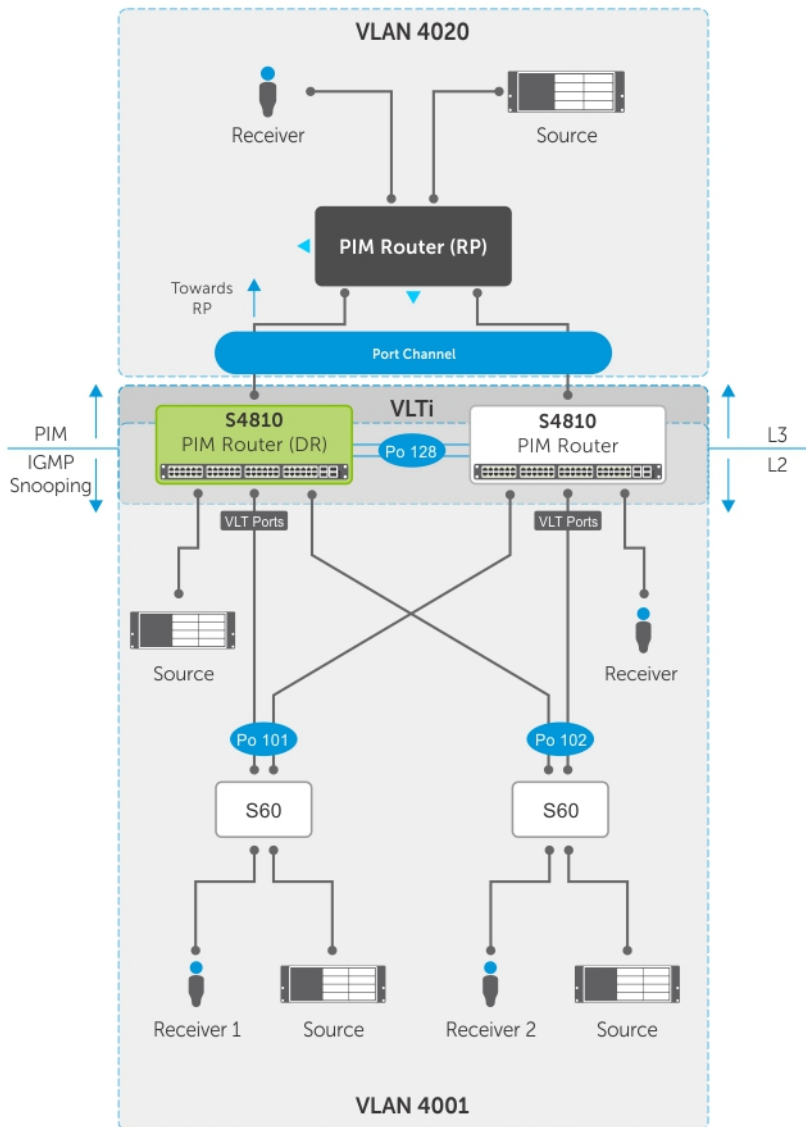 VLAN 4020
Receiver
Source
PIM Router (RP)
Towards
RP
Port Channel
VLTi
PIM
IGMP
Snooping
S4810
PIM Router (DR)
Po 128
S4810
PIM Router
L3
L2
VLT Ports
VLT Ports
Source
Receiver
Po 101
Po 102
S60
S60
Receiver 1
Source
Receiver 2
Source
VLAN 4001